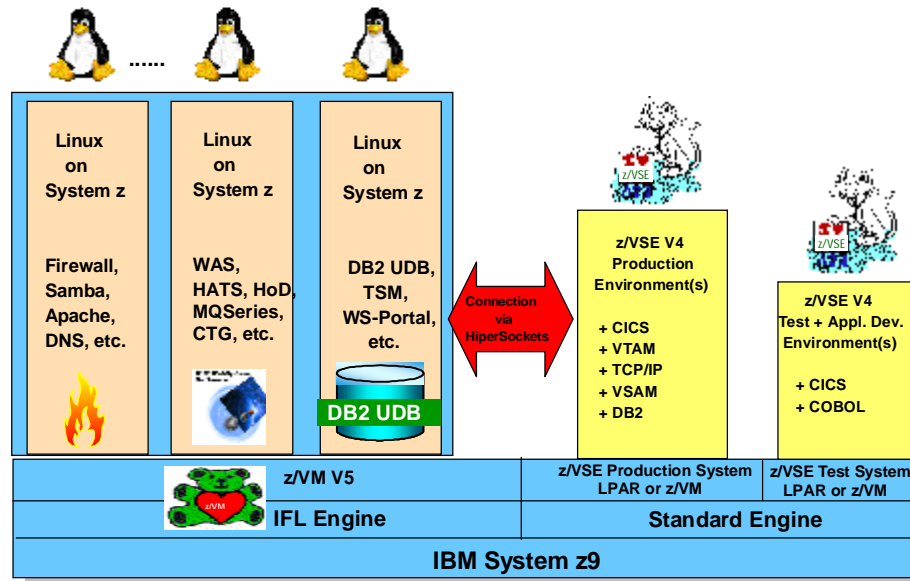 ......
Linux
on
System z
Firewall,
Samba,
Apache,
DNS, etc.
Linux
on
System z
WAS,
HATS, HoD,
MQSeries,
CTG, etc.
Linux
on
System z
DB2 UDB,
TSM,
WS-Portal,
etc.
DB2 UDB
Connection
via
HiperSockets
z/VSE
z/VSE V4
Production
Environment(s)
+ CICS
+ VTAM
+ TCP/IP
+ VSAM
+ DB2
z/VSE
z/VSE V4
Test + Appl. Dev.
Environment(s)
+ CICS
+ COBOL
z/VM V5
z/VSE Production System
LPAR or z/VM
z/VSE Test System
LPAR or z/VM
z/VM
IFL Engine
Standard Engine
IBM System z9